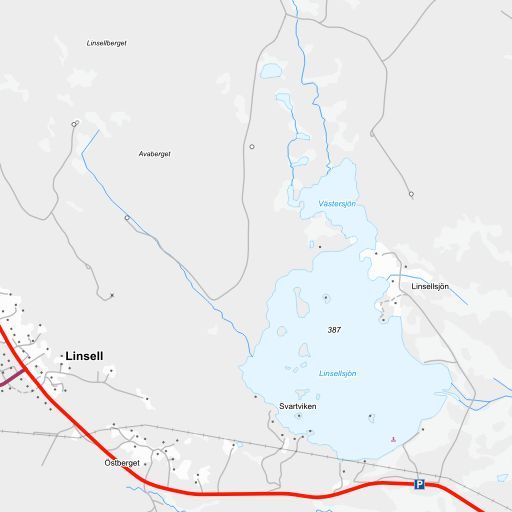 Linsellberget
Avaberget
Västersjön
Linsellsjön
387
Linsell
Linsellsjön
Svartviken
Östberget
P